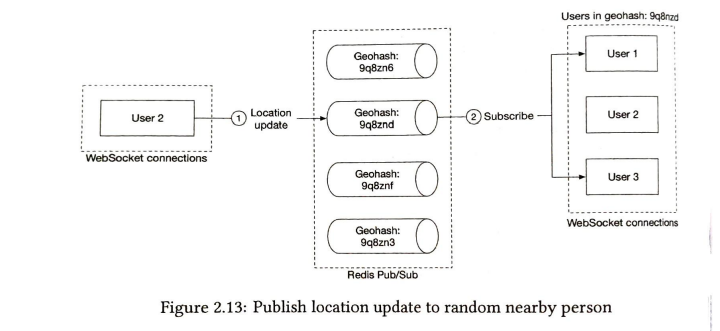 Users in geohash: 9q8nzd
Geohash:
9q8zn6
User 1
User 2
1
Location
update
Geohash:
9q8znd
2
Subscribe
User 2
WebSocket connections
Geohash:
9q8znf
User 3
Geohash:
9q8zn3
WebSocket connections
Redis Pub/Sub
Figure 2.13: Publish location update to random nearby person